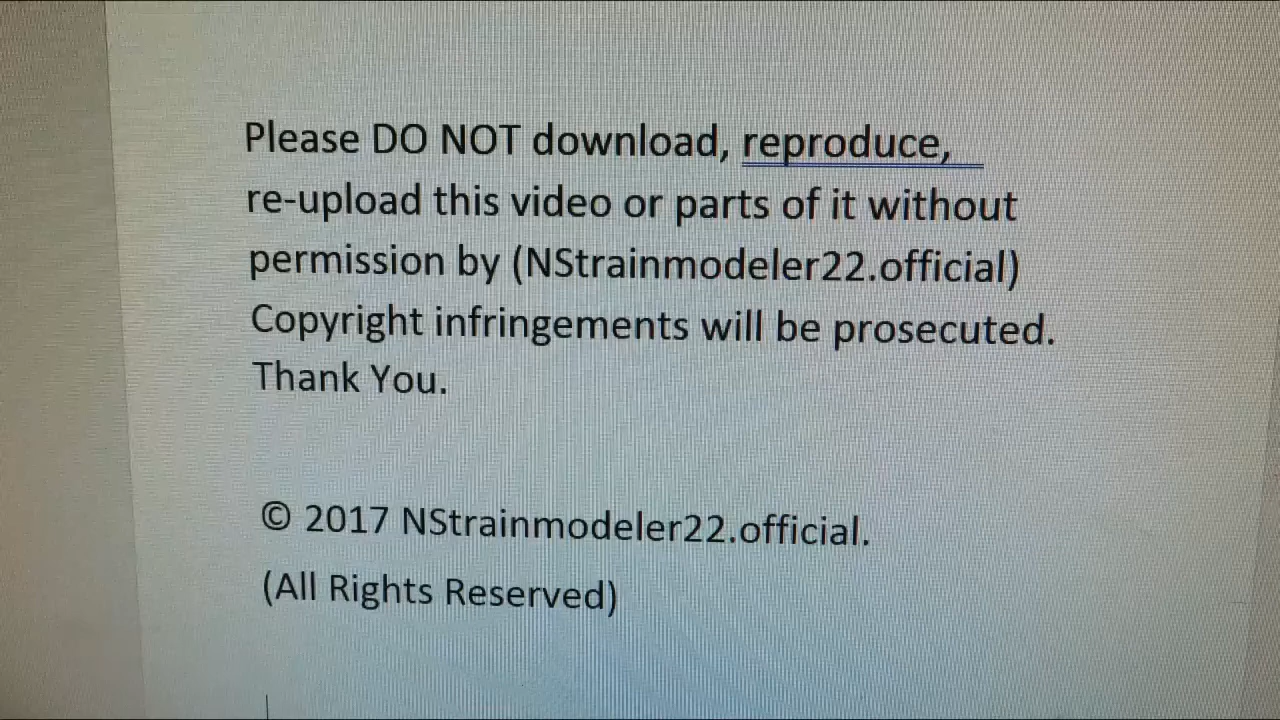 Please DO NOT download, reproduce,
re-upload this video or parts of it without
permission by (NStrainmodeler22.official)
Copyright infringements will be prosecuted.
Thank You.
© 2017 NStrainmodeler22.official.
(All Rights Reserved)